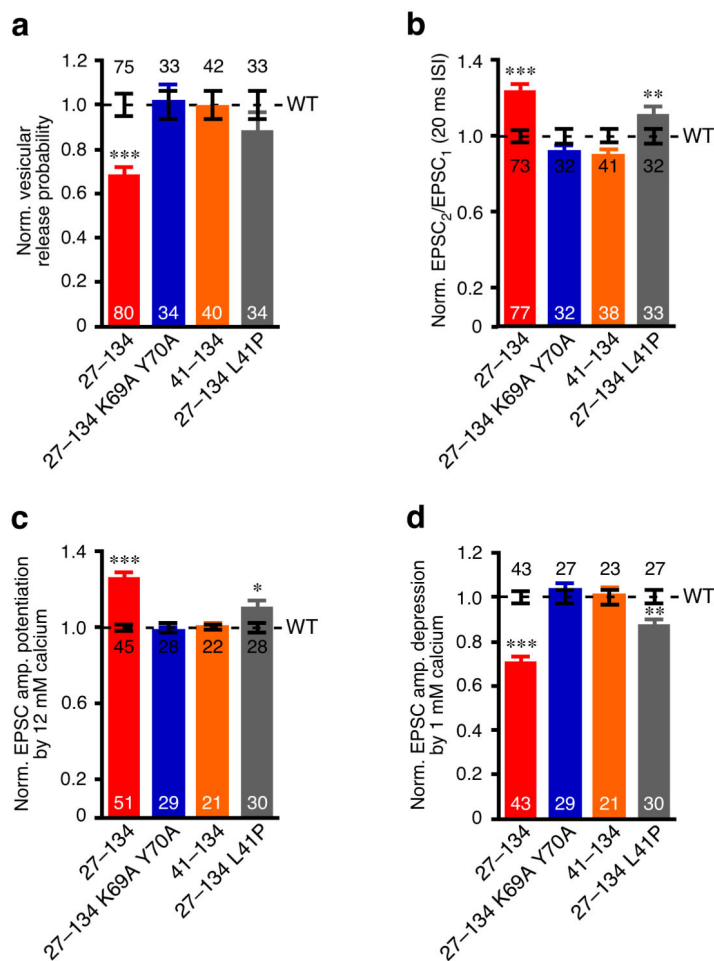 a
Norm. vesicular
release probability
1.2
1.0
0.8
0.6
0.4
0.2
0
75 33 42 33
WT
***
80 34 40 34
27–134
27–134 K69A Y70A
41–134
27–134 L41P
b
Norm. EPSC₂/EPSC₁ (20 ms ISI)
1.4
1.0
0.6
0.2
0
*** **
WT
73 32 41 32
77 32 38 33
27–134
27–134 K69A Y70A
41–134
27–134 L41P
c
Norm. EPSC amp. potentiation
by 12 mM calcium
1.4
1.0
0.6
0.2
0
*** *
WT
45 28 22 28
51 29 21 30
27–134
27–134 K69A Y70A
41–134
27–134 L41P
d
Norm. EPSC amp. depression
by 1 mM calcium
1.2
1.0
0.8
0.6
0.4
0.2
0
43 27 23 27
WT
*** **
43 29 21 30
27–134
27–134 K69A Y70A
41–134
27–134 L41P